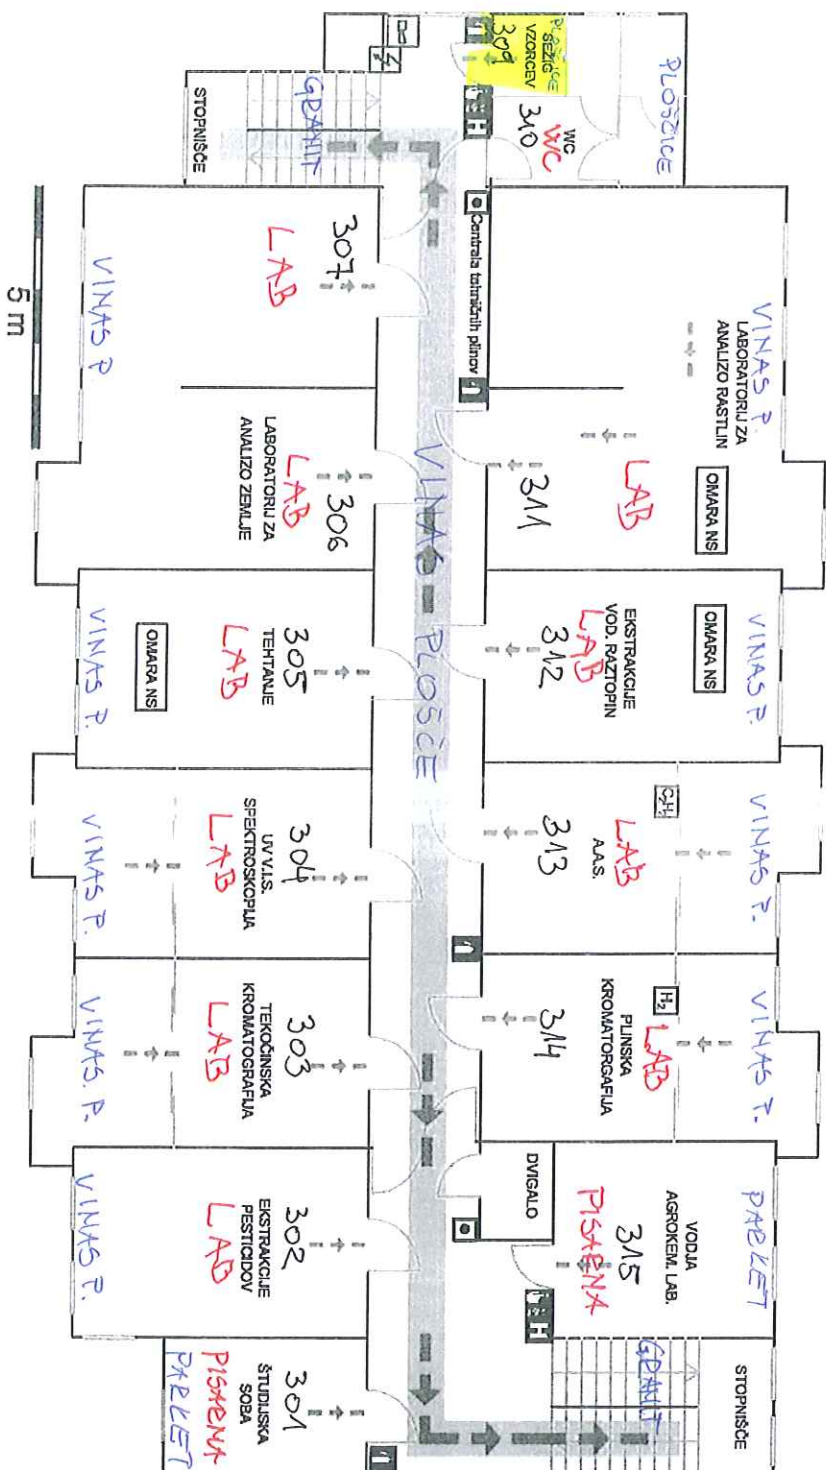 PLOŠČICE
SEŽIG
VZORCEV
309
H
WC
WC
310
PLOŠČICE
GRANIT
STOPNIŠČE
Centrala tehničnih plinov
VINAS P.
LABORATORIJ ZA
ANALIZO RASTLIN
LAB
311
OMARA NS
OMARA NS
VINAS P.
EKSTRAKCIJE
VOD. RAZTOPIN
LAB
312
VINAS P.
C₂H₂
LAB
A.A.S.
313
VINAS P.
H₂
PLINSKA
KROMATORGAFIJA
LAB
314
DVIGALO
PARKET
VODJA
AGROKEM. LAB.
315
PISARNA
H
GRANIT
STOPNIŠČE
VINAS PLOŠČE
307
LAB
VINAS P.
306
LAB
LABORATORIJ ZA
ANALIZO ZEMLJE
305
TEHTANJE
LAB
OMARA NS
VINAS P.
304
UV V.I.S.
SPEKTROSKOPIJA
LAB
VINAS P.
303
TEKOČINSKA
KROMATOGRAFIJA
LAB
VINAS. P.
302
EKSTRAKCIJE
PESTICIDOV
LAB
VINAS P.
301
ŠTUDIJSKA
SOBA
PISARNA
PARKET
5 m